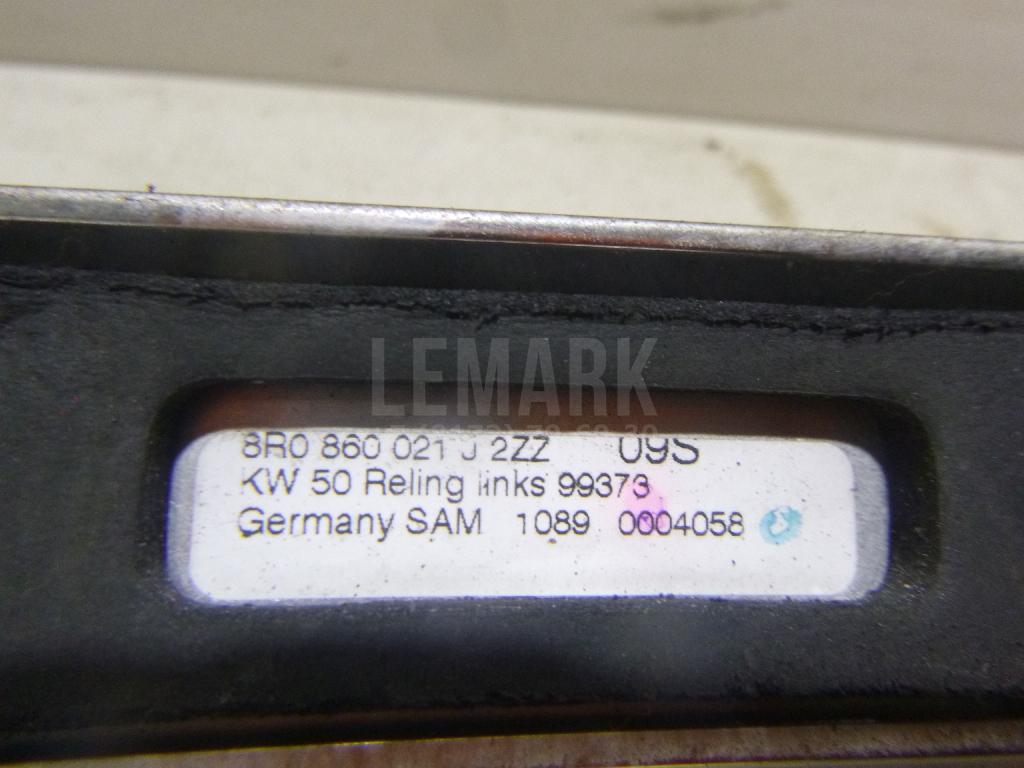 LEMARK
8R0 860 021 J 2ZZ 09S
KW 50 Reling links 99373
Germany SAM 1089 0004058